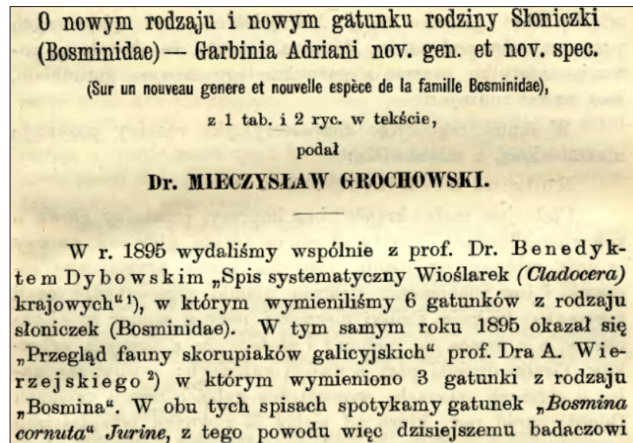 O nowym rodzaju i nowym gatunku rodziny Słoniczki
(Bosminidae) — Garbinia Adriani nov. gen. et nov. spec.
(Sur un nouveau genere et nouvelle espèce de la famille Bosminidae),
z 1 tab. i 2 ryc. w tekście,
podał
Dr. MIECZYSŁAW GROCHOWSKI.
W r. 1895 wydaliśmy wspólnie z prof. Dr. Benedyk-
tem Dybowskim „Spis systematyczny Wioślarek (Cladocera)
krajowych“ ¹), w którym wymieniliśmy 6 gatunków z rodzaju
słoniczek (Bosminidae). W tym samym roku 1895 okazał się
„Przegląd fauny skorupiaków galicyjskich“ prof. Dra A. Wie-
rzejskiego ²) w którym wymieniono 3 gatunki z rodzaju
„Bosmina“. W obu tych spisach spotykamy gatunek „Bosmina
cornuta“ Jurine, z tego powodu więc dzisiejszemu badaczowi